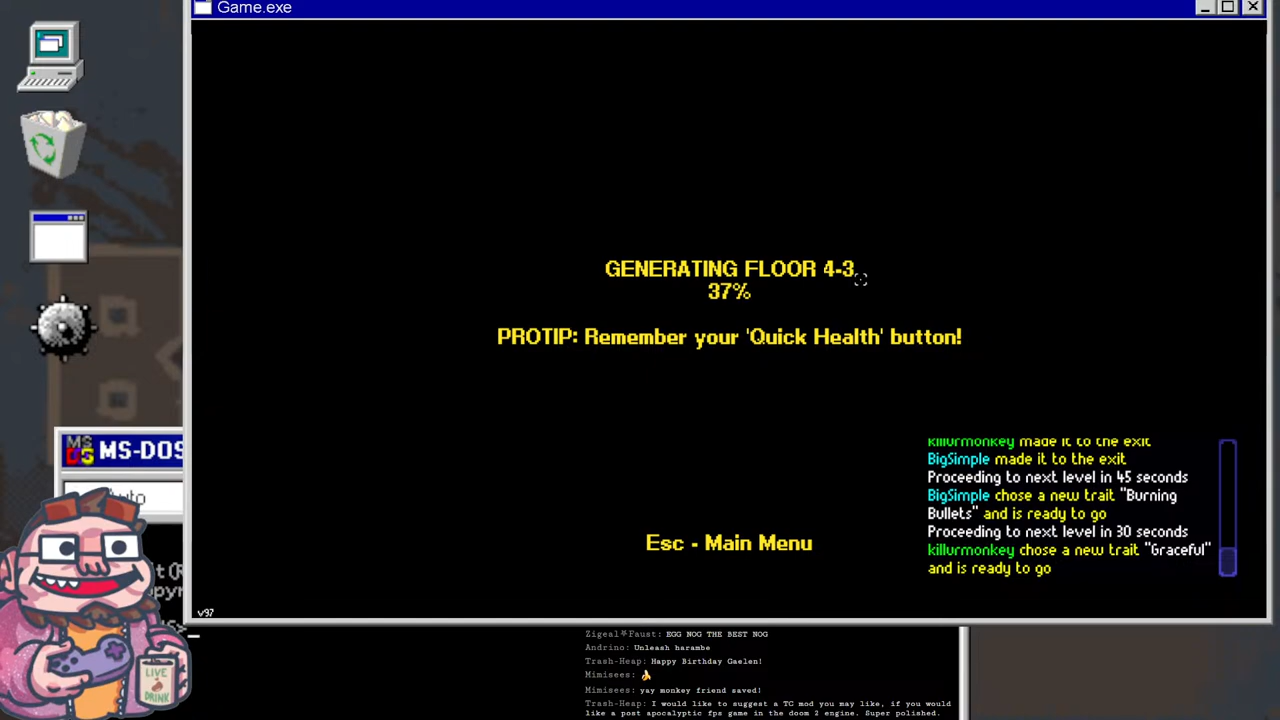 Game.exe
GENERATING FLOOR 4-3
37%
PROTIP: Remember your 'Quick Health' button!
killurmonkey made it to the exit
BigSimple made it to the exit
Proceeding to next level in 45 seconds
BigSimple chose a new trait "Burning
Bullets" and is ready to go
Proceeding to next level in 30 seconds
killurmonkey chose a new trait "Graceful"
and is ready to go
Esc - Main Menu
v97
MS-DOS
Auto
LIVE
DRINK
Zigeal Faust: EGG NOG THE BEST NOG
Andrino: Unleash harambe
Trash-Heap: Happy Birthday Gaelen!
Mimisees: 🍌
Mimisees: yay monkey friend saved!
Trash-Heap: I would like to suggest a TC mod you may like, if you would
like a post apocalyptic fps game in the doom 2 engine. Super polished.